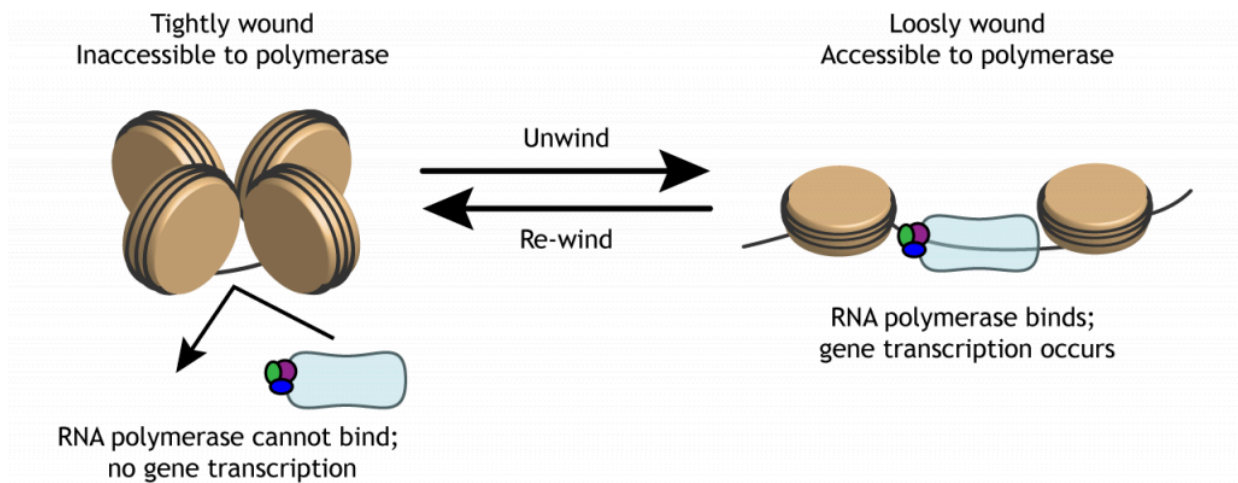 Tightly wound
Inaccessible to polymerase
Loosly wound
Accessible to polymerase
Unwind
Re-wind
RNA polymerase binds;
gene transcription occurs
RNA polymerase cannot bind;
no gene transcription